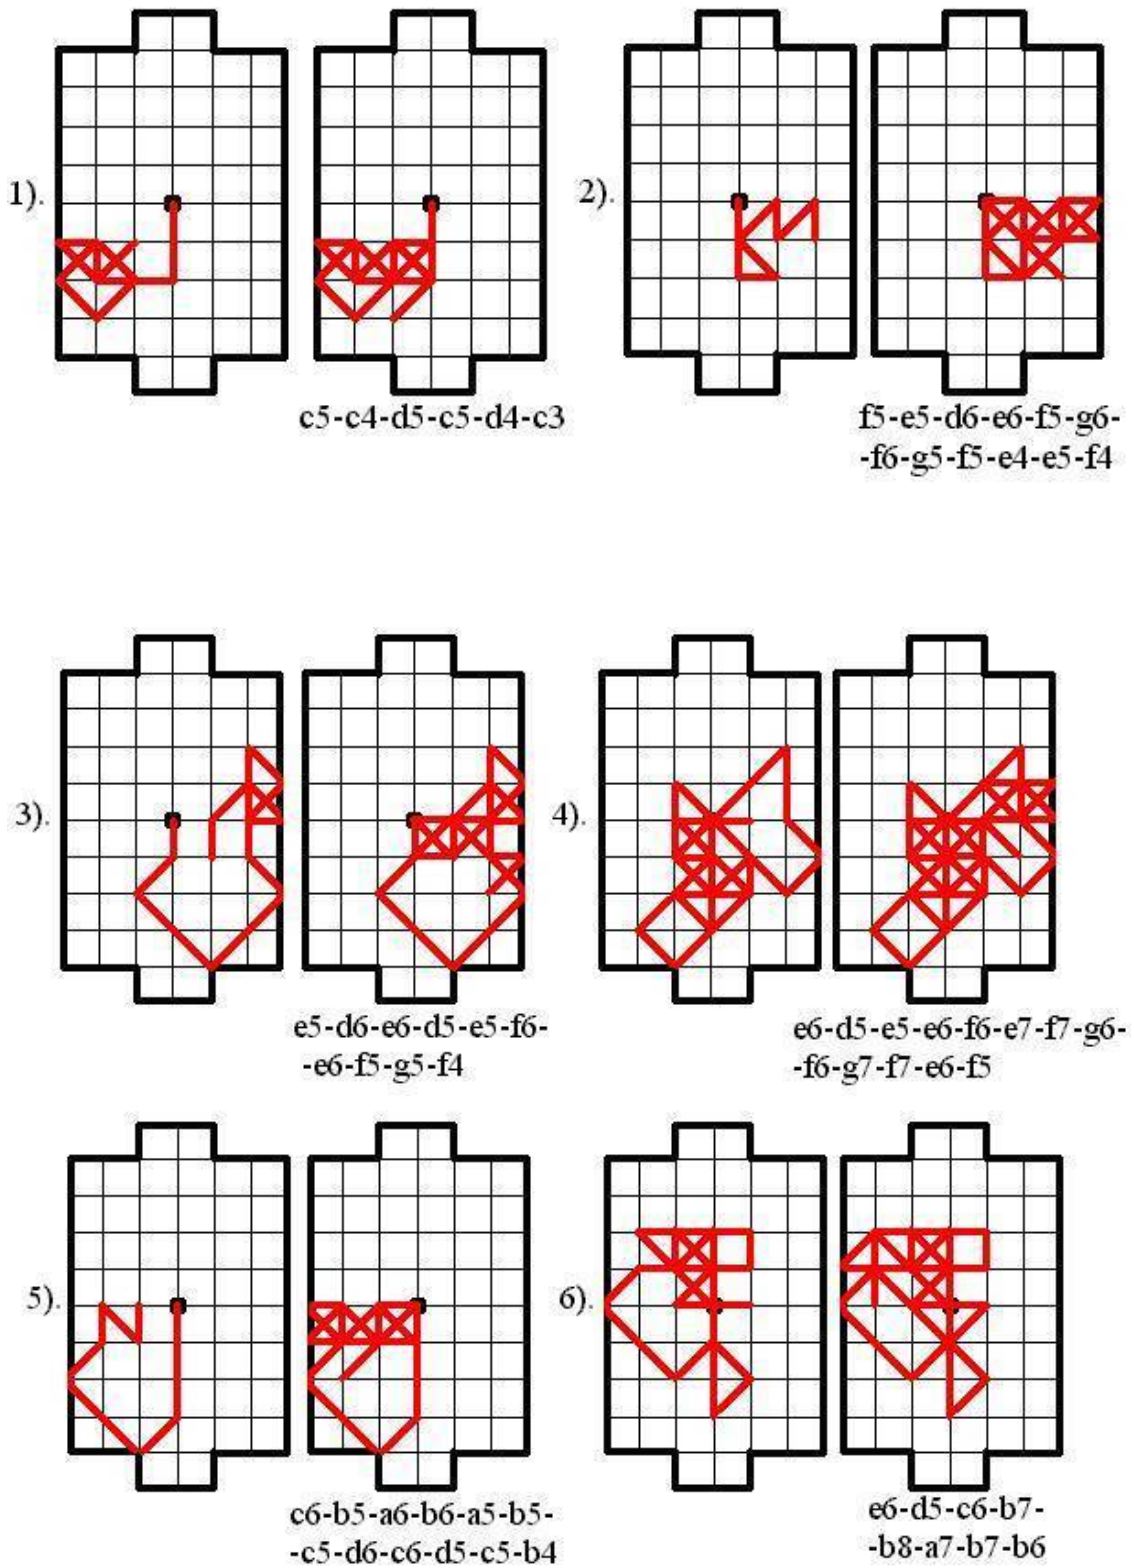 1).
2).
c5-c4-d5-c5-d4-c3
f5-e5-d6-e6-f5-g6-
-f6-g5-f5-e4-e5-f4
3).
4).
e5-d6-e6-d5-e5-f6-
-e6-f5-g5-f4
e6-d5-e5-e6-f6-e7-f7-g6-
-f6-g7-f7-e6-f5
5).
6).
c6-b5-a6-b6-a5-b5-
-c5-d6-c6-d5-c5-b4
e6-d5-c6-b7-
-b8-a7-b7-b6